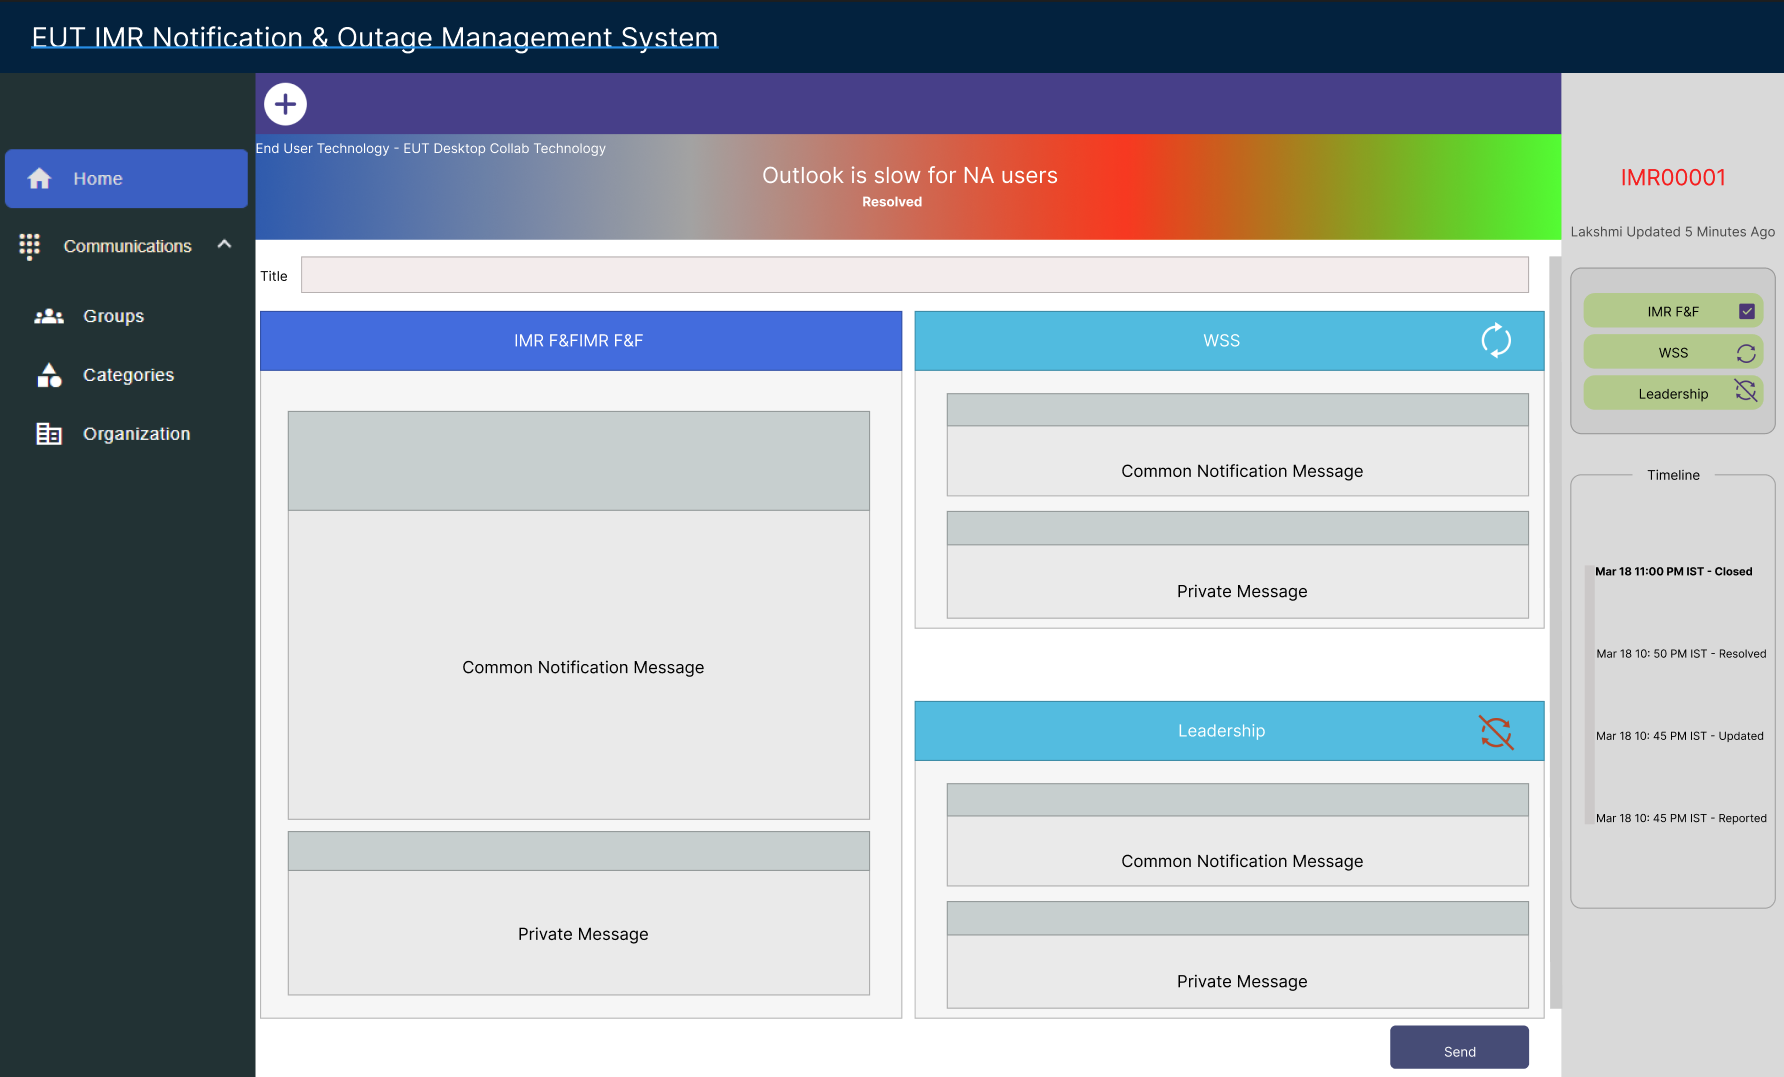 EUT IMR Notification & Outage Management System
Home
Communications
Groups
Categories
Organization
End User Technology - EUT Desktop Collab Technology
Outlook is slow for NA users
Resolved
Title
IMR F&FIMR F&F
Common Notification Message
Private Message
WSS
Common Notification Message
Private Message
Leadership
Common Notification Message
Private Message
Send
IMR00001
Lakshmi Updated 5 Minutes Ago
IMR F&F
WSS
Leadership
Timeline
Mar 18 11:00 PM IST - Closed
Mar 18 10: 50 PM IST - Resolved
Mar 18 10: 45 PM IST - Updated
Mar 18 10: 45 PM IST - Reported